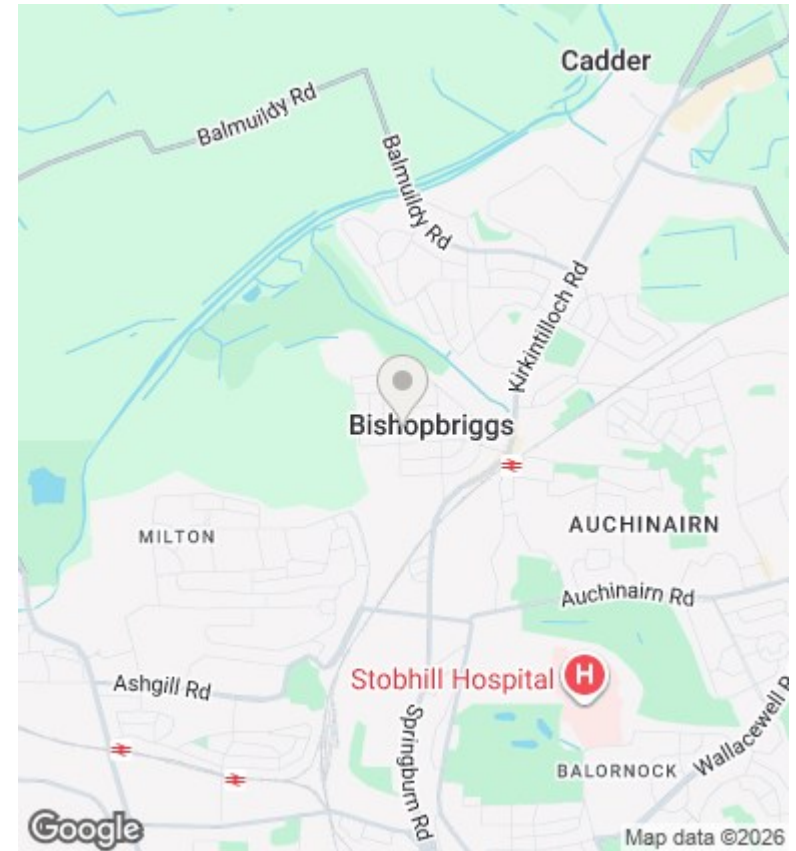 Cadder
Balmuildy Rd
Balmuildy Rd
Kirkintilloch Rd
Bishopbriggs
AUCHINAIRN
MILTON
Auchinairn Rd
Stobhill Hospital
H
Ashgill Rd
Springburn Rd
Wallacewell R
BALORNOCK
Google
Map data ©2026